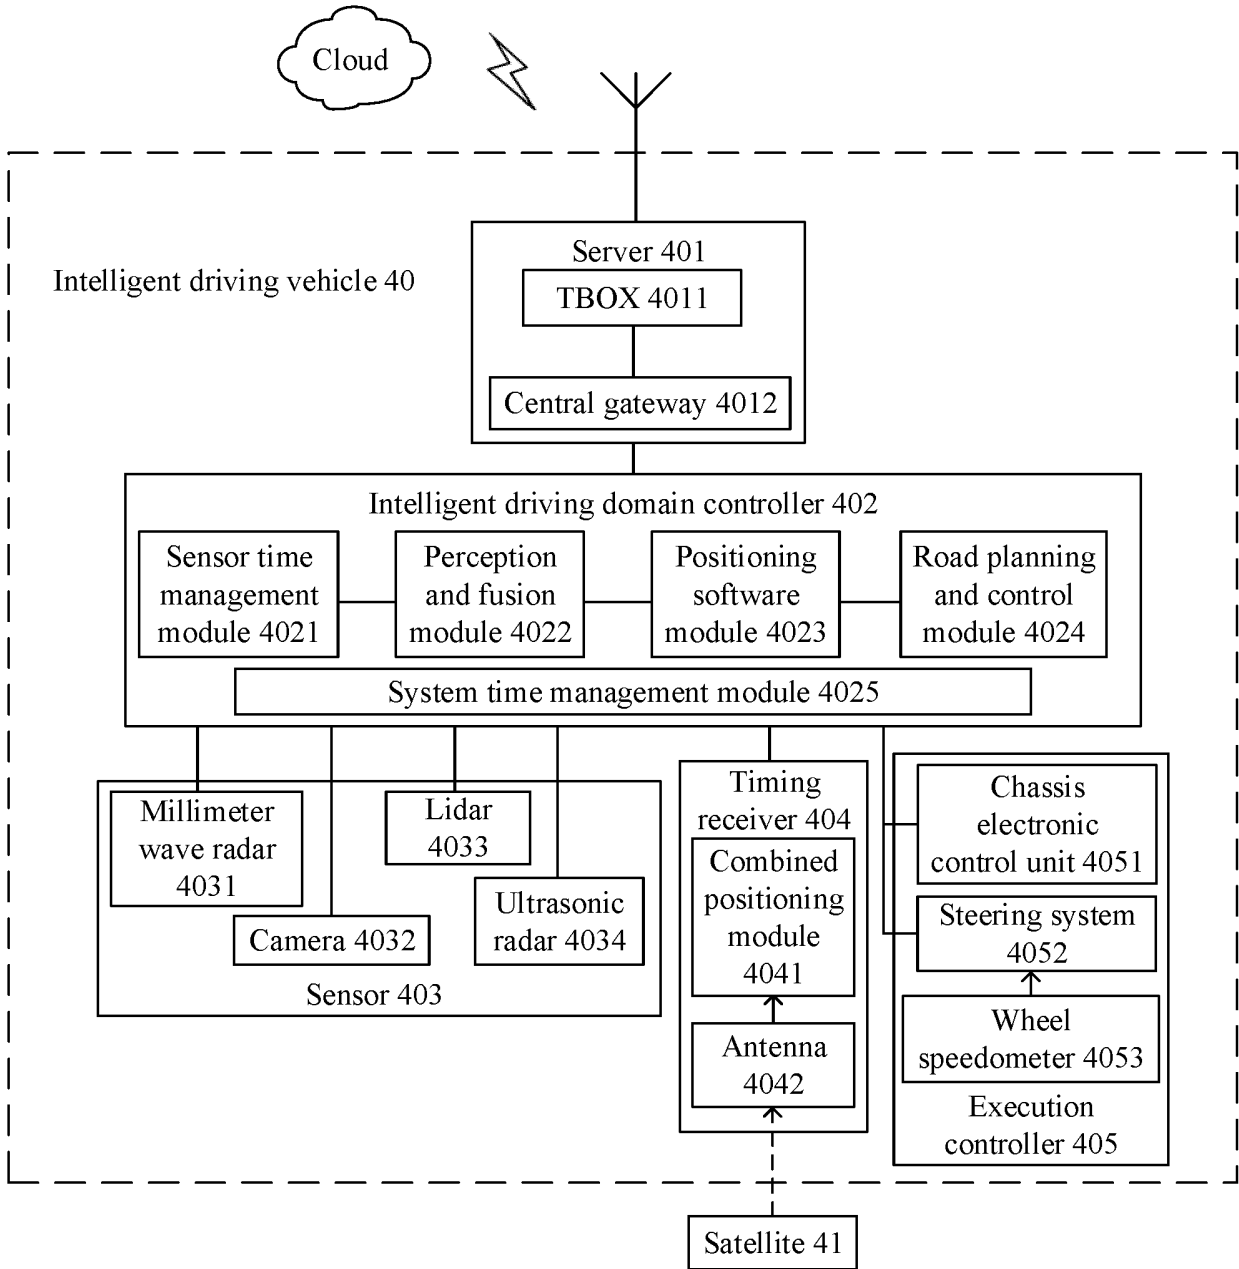 Cloud
Intelligent driving vehicle 40
Server 401
TBOX 4011
Central gateway 4012
Intelligent driving domain controller 402
Sensor time
management
module 4021
Perception
and fusion
module 4022
Positioning
software
module 4023
Road planning
and control
module 4024
System time management module 4025
Millimeter
wave radar
4031
Camera 4032
Lidar
4033
Ultrasonic
radar 4034
Sensor 403
Timing
receiver 404
Combined
positioning
module
4041
Antenna
4042
Chassis
electronic
control unit 4051
Steering system
4052
Wheel
speedometer 4053
Execution
controller 405
Satellite 41